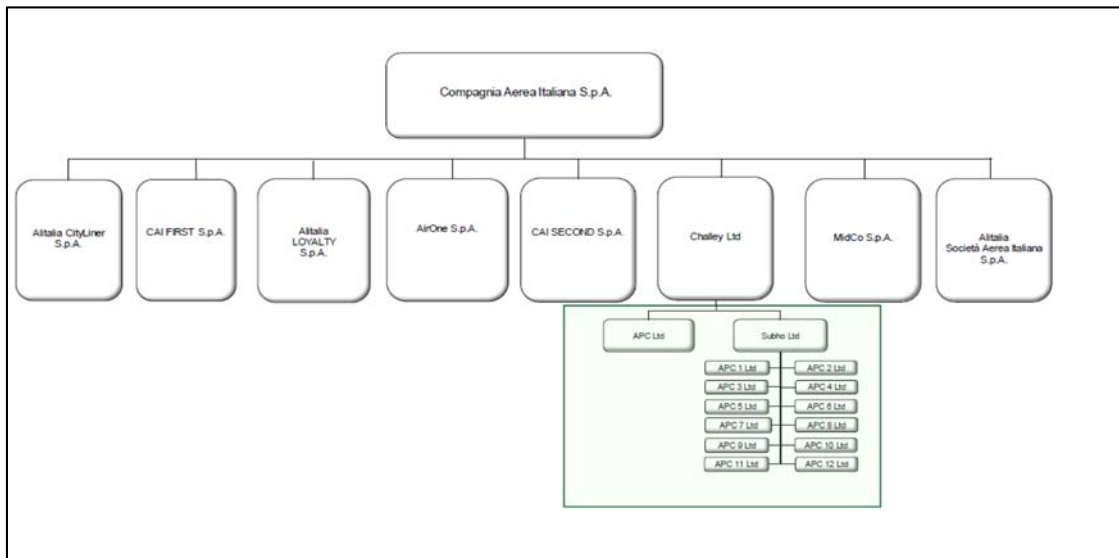 Compagnia Aerea Italiana S.p.A.
Alitalia CityLiner
S.p.A.
CAI FIRST S.p.A.
Alitalia
LOYALTY
S.p.A.
AirOne S.p.A.
CAI SECOND S.p.A.
Challey Ltd
MidCo S.p.A.
Alitalia
Società Aerea Italiana
S.p.A.
APC Ltd
Subho Ltd
APC 1 Ltd
APC 2 Ltd
APC 3 Ltd
APC 4 Ltd
APC 5 Ltd
APC 6 Ltd
APC 7 Ltd
APC 8 Ltd
APC 9 Ltd
APC 10 Ltd
APC 11 Ltd
APC 12 Ltd